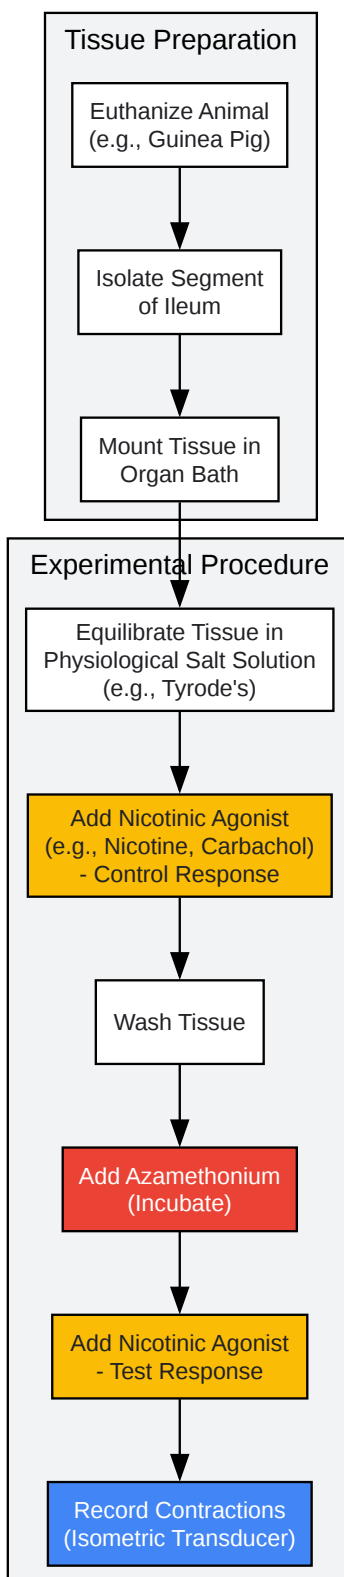 Tissue Preparation
Euthanize Animal
(e.g., Guinea Pig)
Isolate Segment
of Ileum
Mount Tissue in
Organ Bath
Experimental Procedure
Equilibrate Tissue in
Physiological Salt Solution
(e.g., Tyrode's)
Add Nicotinic Agonist
(e.g., Nicotine, Carbachol)
- Control Response
Wash Tissue
Add Azamethonium
(Incubate)
Add Nicotinic Agonist
- Test Response
Record Contractions
(Isometric Transducer)